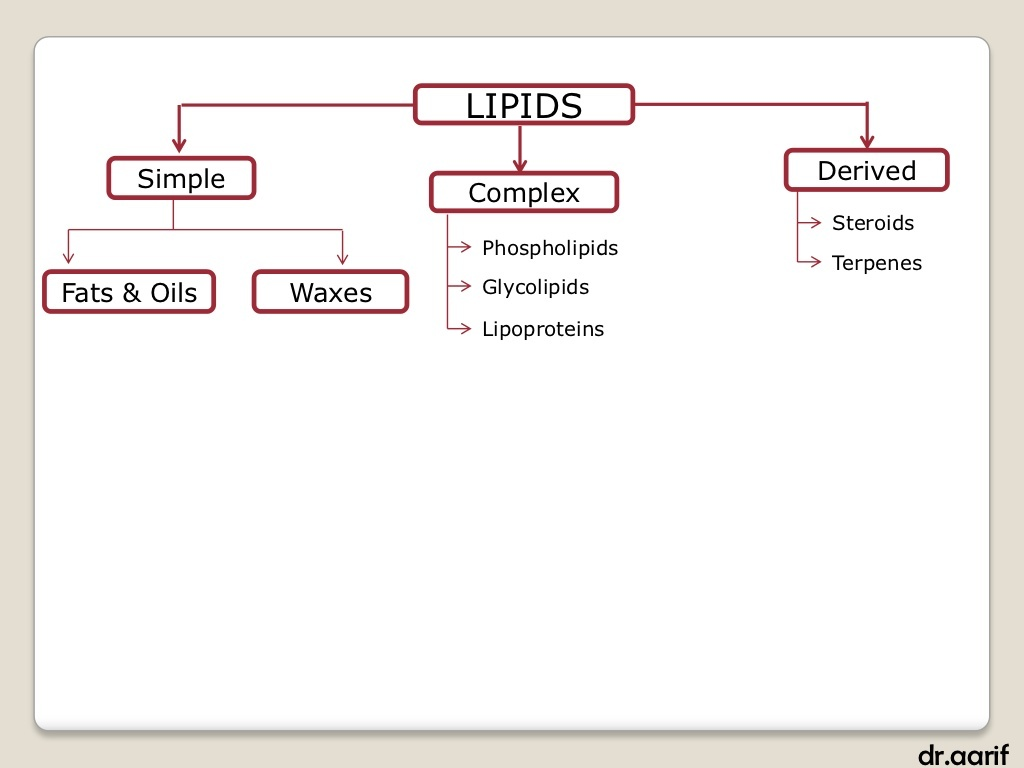 LIPIDS
Simple
Complex
Derived
Fats & Oils
Waxes
Phospholipids
Glycolipids
Lipoproteins
Steroids
Terpenes
dr.aarif